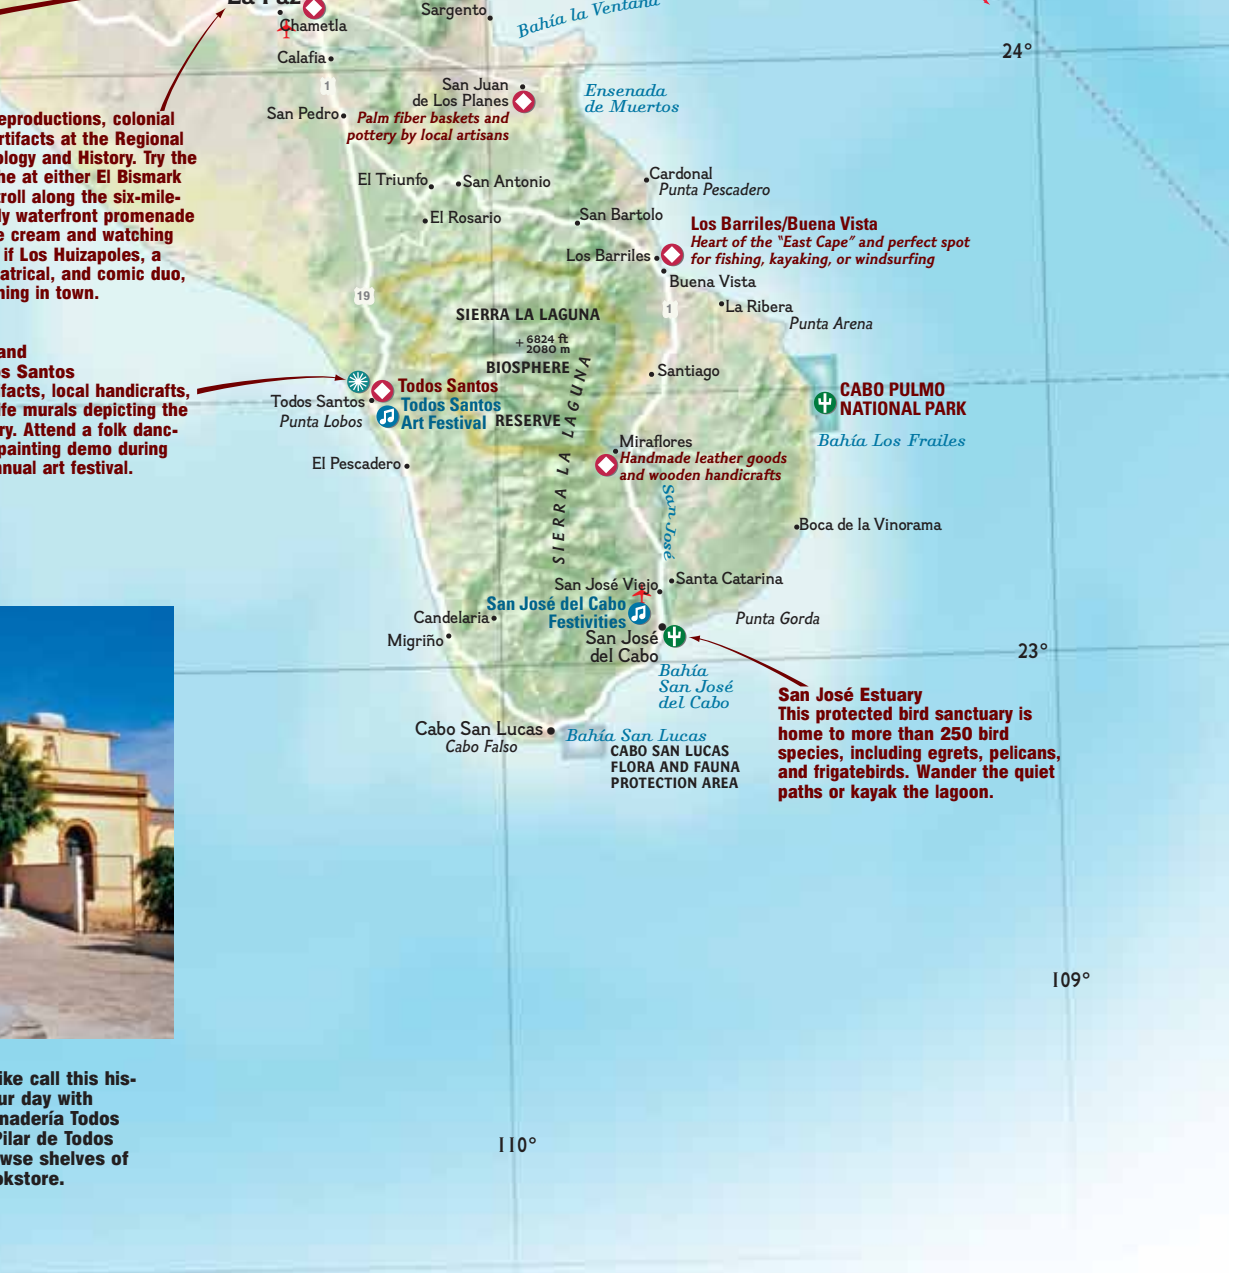 La Paz
Chametla
Calafia
1
San Pedro
Sargento
Bahía la Ventana
24°
San Juan
de Los Planes
Palm fiber baskets and
pottery by local artisans
Ensenada
de Muertos
eproductions, colonial
rtifacts at the Regional
ology and History. Try the
he at either El Bismark
troll along the six-mile-
ly waterfront promenade
e cream and watching
if Los Huizapoles, a
atrical, and comic duo,
ning in town.
El Triunfo
San Antonio
El Rosario
Cardonal
Punta Pescadero
San Bartolo
Los Barriles/Buena Vista
Heart of the “East Cape” and perfect spot
for fishing, kayaking, or windsurfing
Los Barriles
Buena Vista
19
1
La Ribera
Punta Arena
SIERRA LA LAGUNA
+ 6824 ft
2080 m
BIOSPHERE
RESERVE
SIERRA LA LAGUNA
Santiago
and
os Santos
facts, local handicrafts,
ife murals depicting the
ry. Attend a folk danc-
painting demo during
nnual art festival.
Todos Santos
Todos Santos
Punta Lobos
Todos Santos
Art Festival
El Pescadero
CABO PULMO
NATIONAL PARK
Bahía Los Frailes
Miraflores
Handmade leather goods
and wooden handicrafts
San José
Boca de la Vinorama
San José Viejo
Santa Catarina
San José del Cabo
Festivities
Candelaria
Migriño
San José
del Cabo
Punta Gorda
23°
Bahía
San José
del Cabo
San José Estuary
This protected bird sanctuary is
home to more than 250 bird
species, including egrets, pelicans,
and frigatebirds. Wander the quiet
paths or kayak the lagoon.
Cabo San Lucas
Cabo Falso
Bahía San Lucas
CABO SAN LUCAS
FLORA AND FAUNA
PROTECTION AREA
109°
110°
ike call this his-
ur day with
nadería Todos
Pilar de Todos
wse shelves of
okstore.